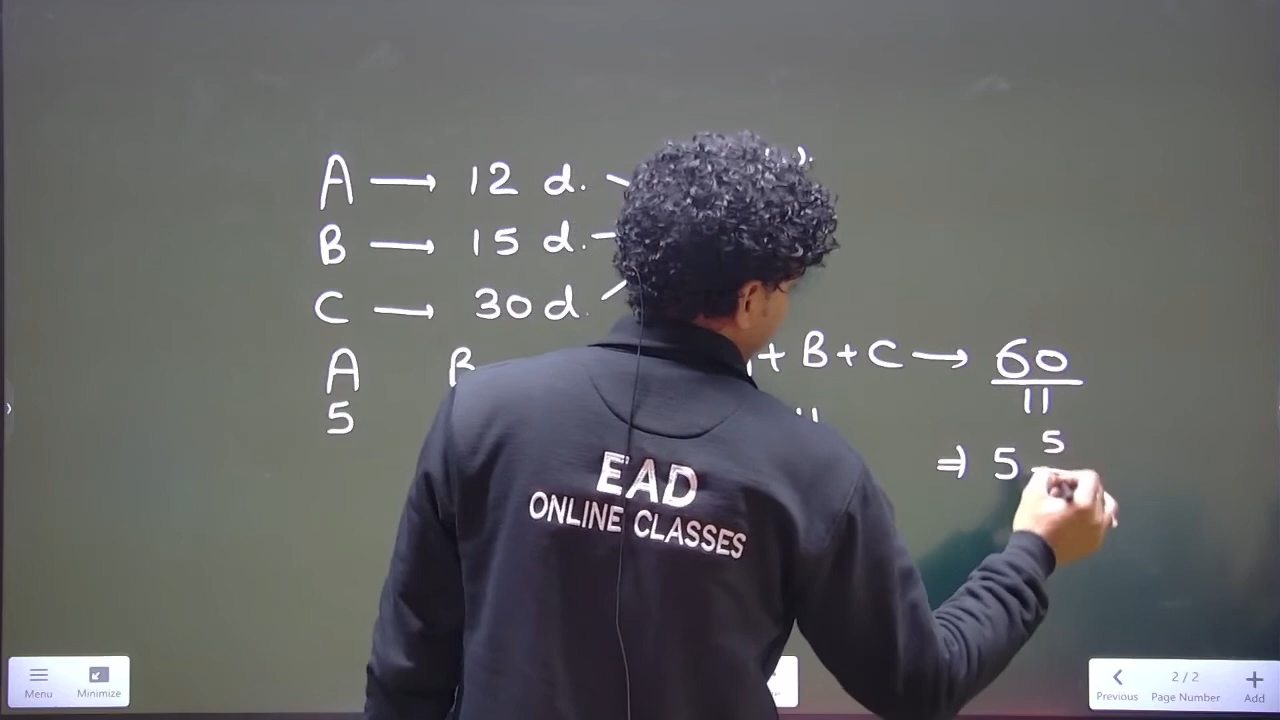 A → 12 d.
B → 15 d.
C → 30 d.
A B + B + C → 60
11
5
⇒ 5 5
EAD
ONLINE CLASSES
Menu Minimize
Previous 2 / 2 Page Number Add